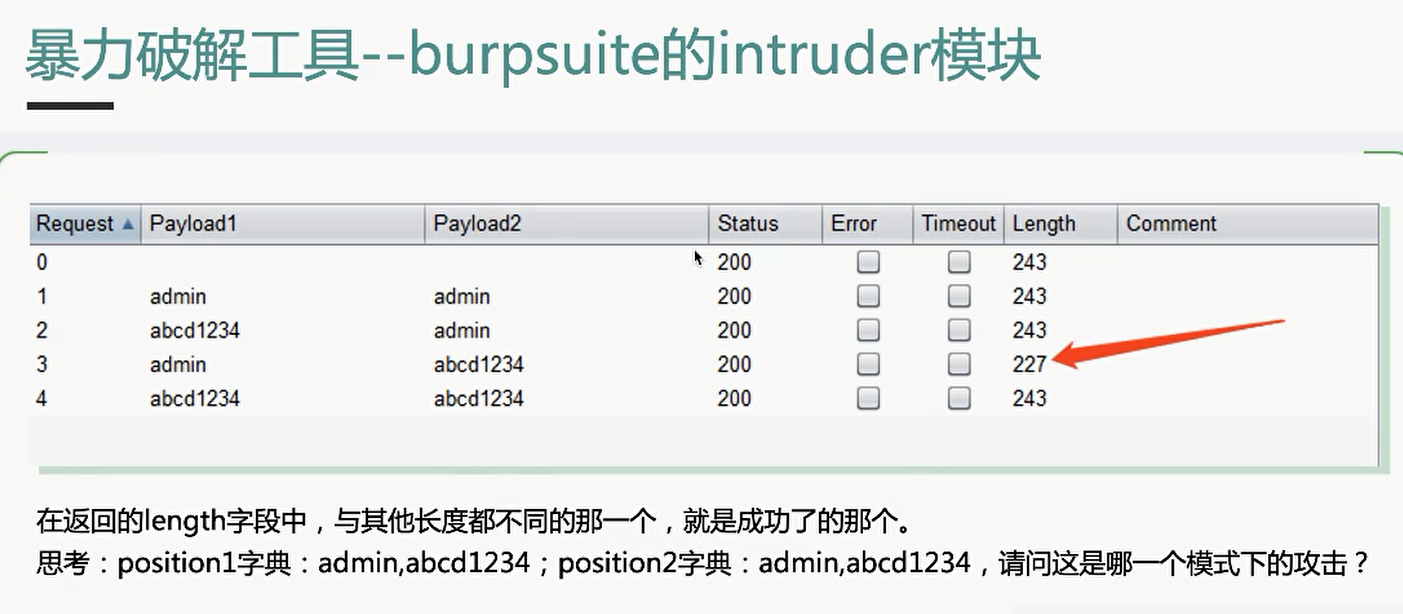 暴力破解工具--burpsuite的intruder模块
Request Payload1 Payload2 Status Error Timeout Length Comment
0 200 243
1 admin admin 200 243
2 abcd1234 admin 200 243
3 admin abcd1234 200 227
4 abcd1234 abcd1234 200 243
在返回的length字段中，与其他长度都不同的那一个，就是成功了的那个。
思考：position1字典：admin,abcd1234；position2字典：admin,abcd1234，请问这是哪一个模式下的攻击？